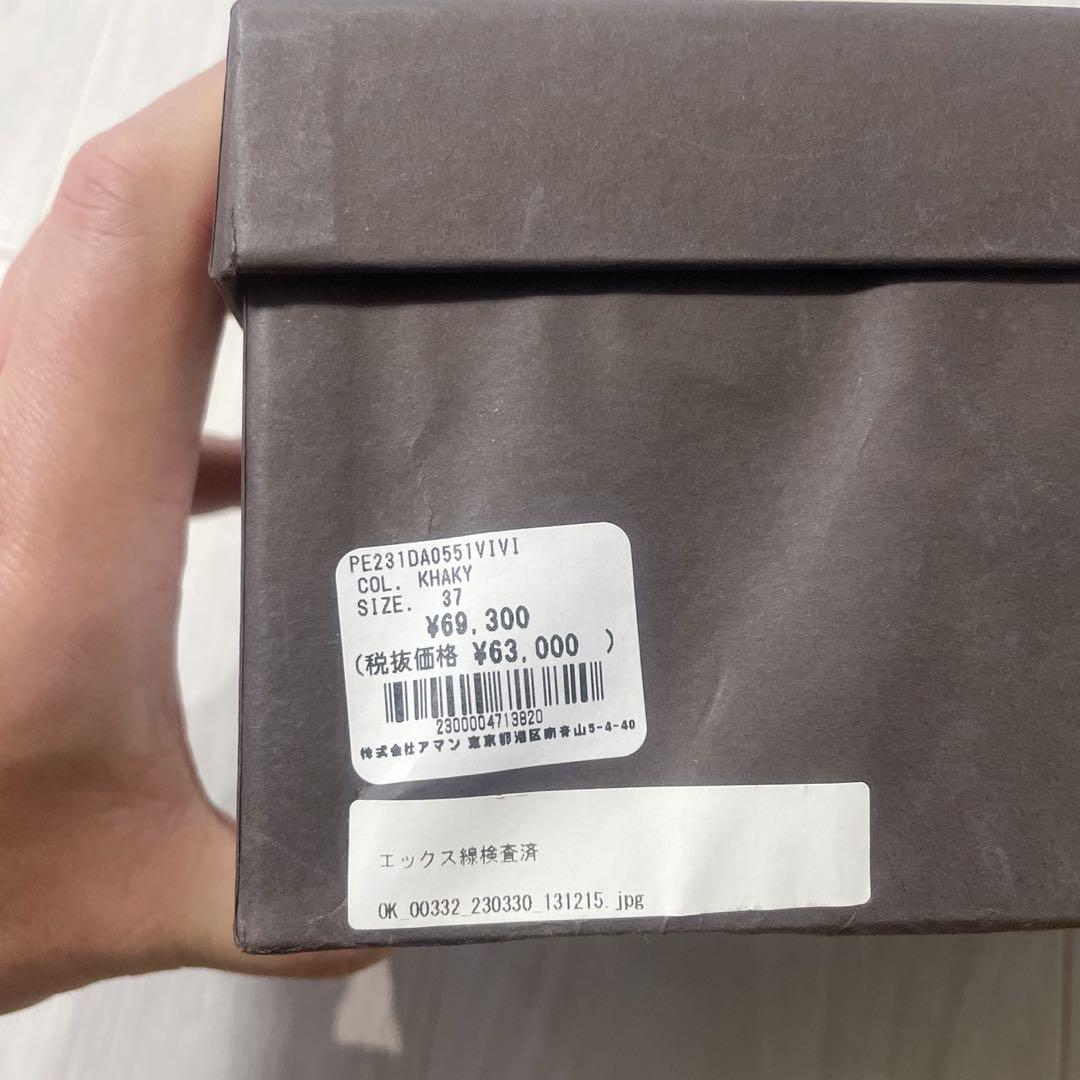 PE231DA0551VIVI
COL. KHAKY
SIZE. 37
¥69,300
(税抜価格 ¥63,000 )
2300004713820
株式会社アマン 東京都港区南青山5-4-40
エックス線検査済
OK_00332_230330_131215.jpg